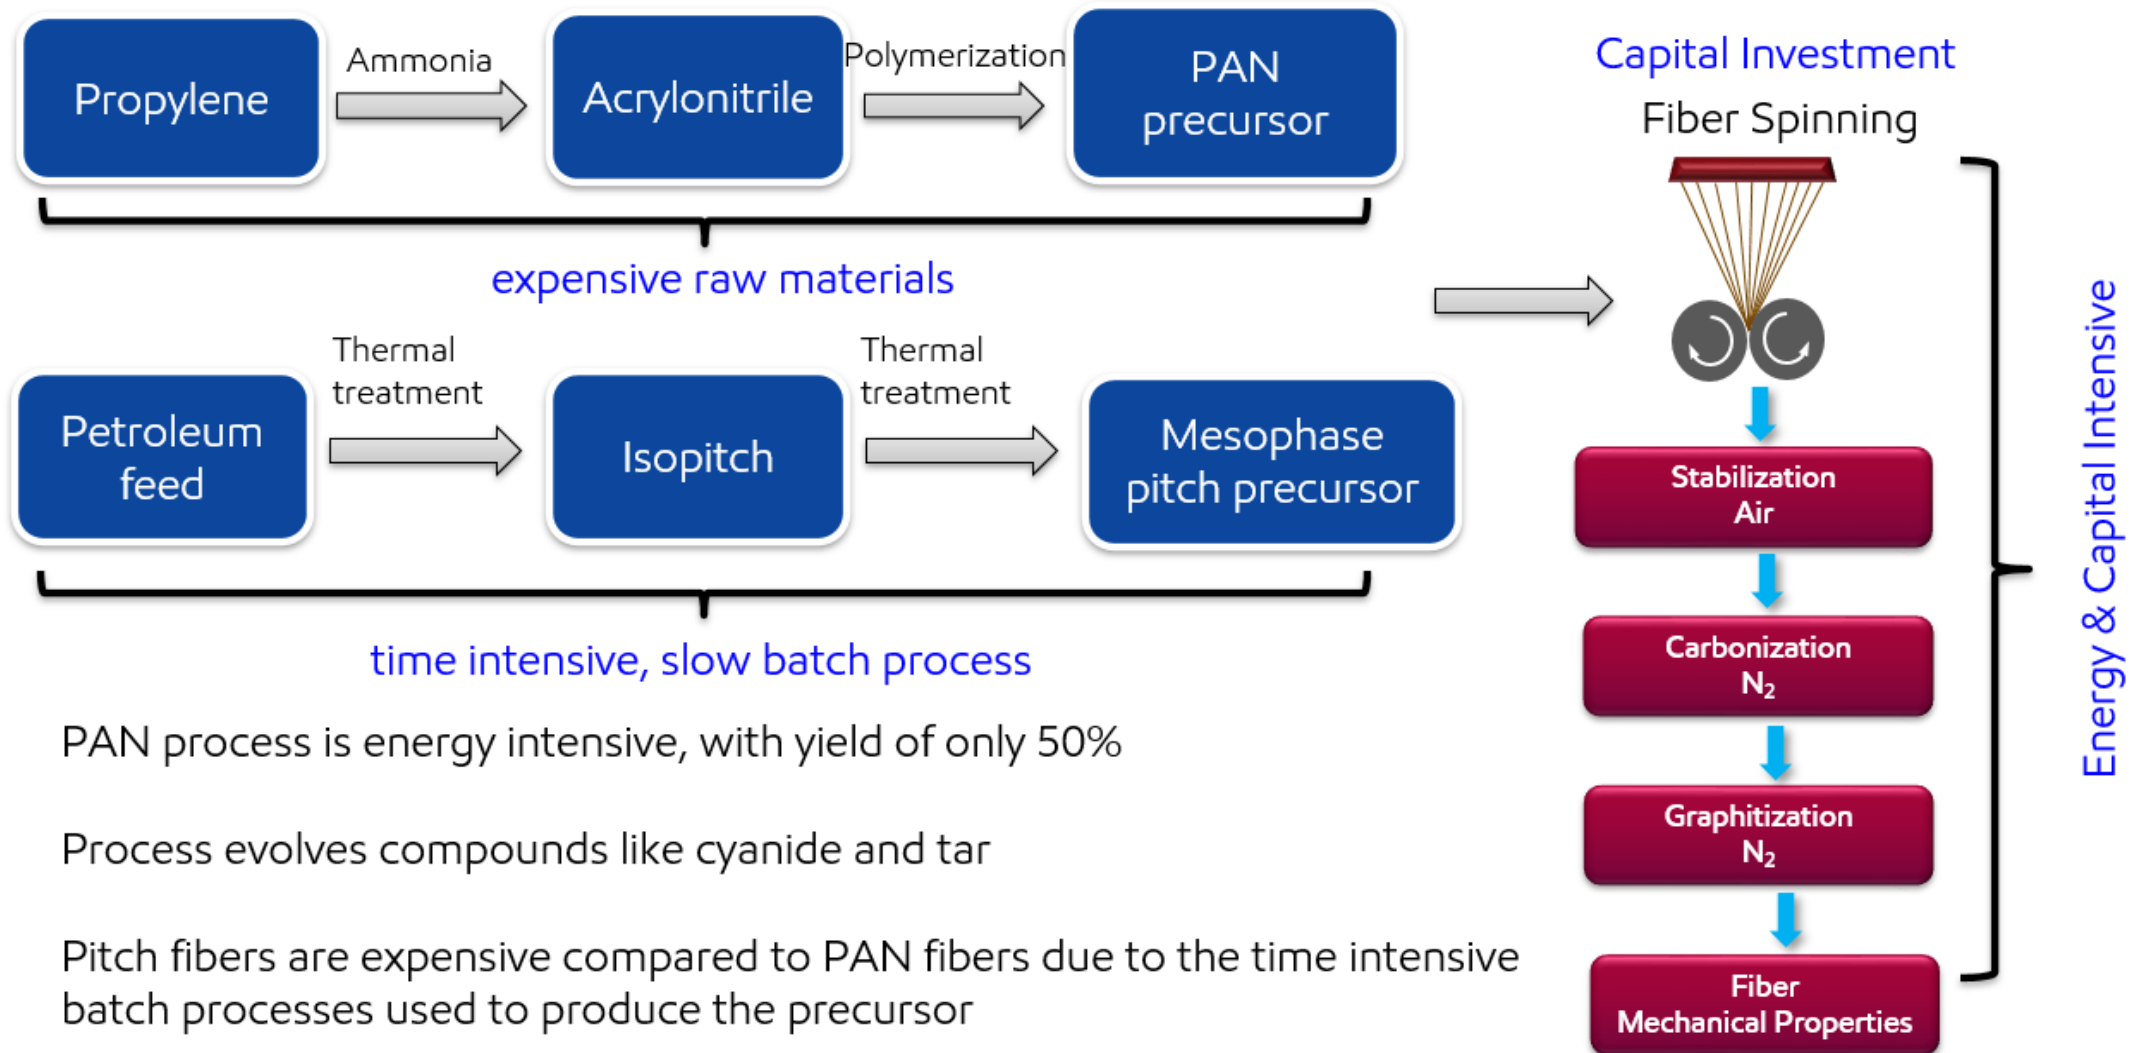 Propylene
Ammonia
Acrylonitrile
Polymerization
PAN
precursor
expensive raw materials
Petroleum
feed
Thermal
treatment
Isopitch
Thermal
treatment
Mesophase
pitch precursor
time intensive, slow batch process
PAN process is energy intensive, with yield of only 50%
Process evolves compounds like cyanide and tar
Pitch fibers are expensive compared to PAN fibers due to the time intensive
batch processes used to produce the precursor
Capital Investment
Fiber Spinning
Stabilization
Air
Carbonization
N₂
Graphitization
N₂
Fiber
Mechanical Properties
Energy & Capital Intensive